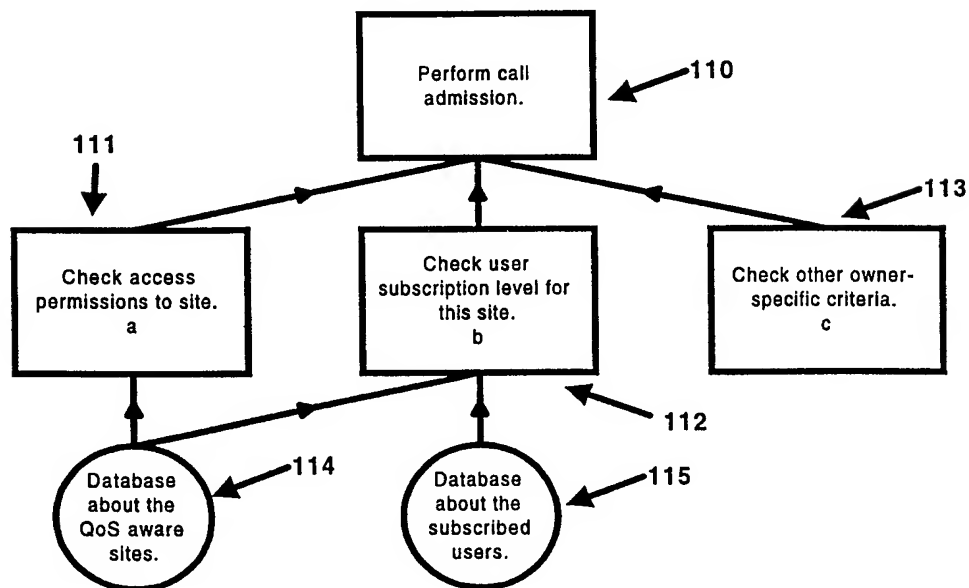 Perform call
admission.
110
111
113
Check access
permissions to site.
a
Check user
subscription level for
this site.
b
Check other owner-
specific criteria.
c
112
Database
about the
QoS aware
sites.
114
Database
about the
subscribed
users.
115